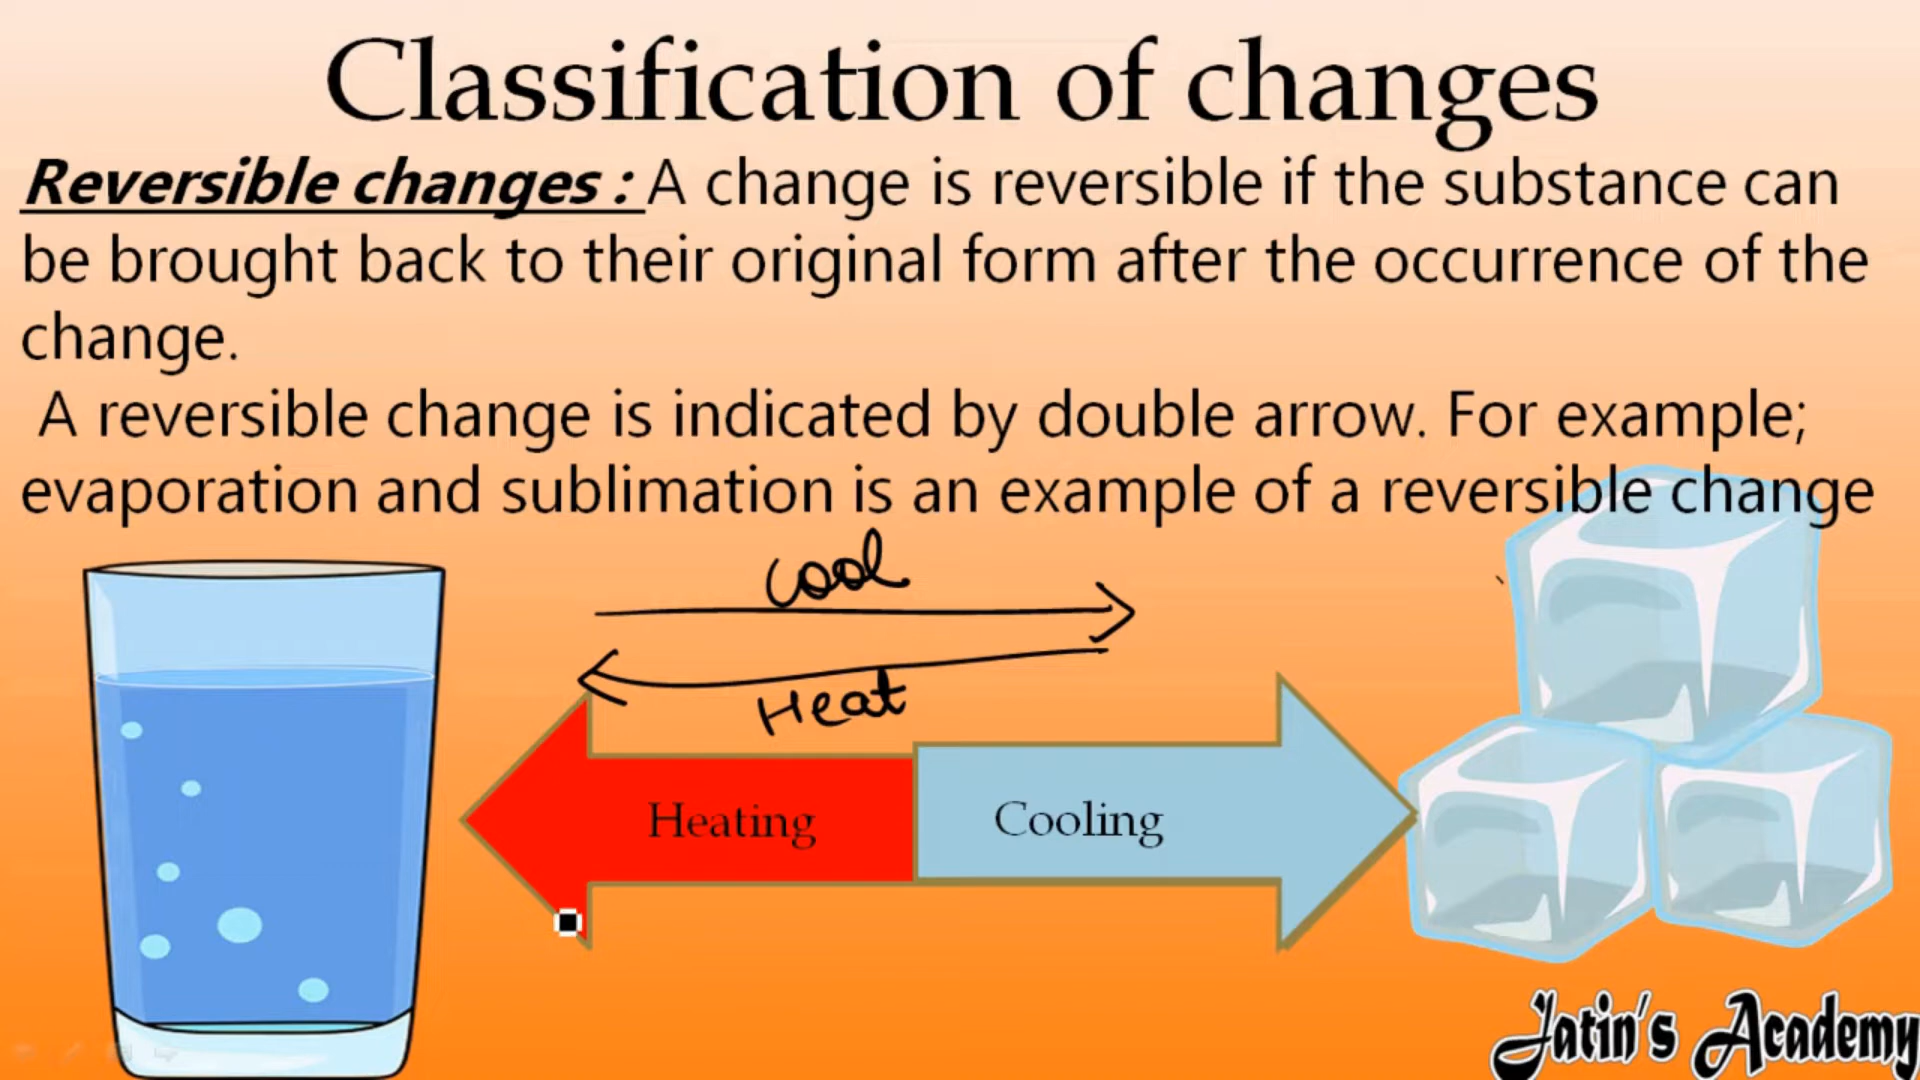 Classification of changes
Reversible changes : A change is reversible if the substance can
be brought back to their original form after the occurrence of the
change.
A reversible change is indicated by double arrow. For example;
evaporation and sublimation is an example of a reversible change
Cool
Heat
Heating
Cooling
Jatin's Academy